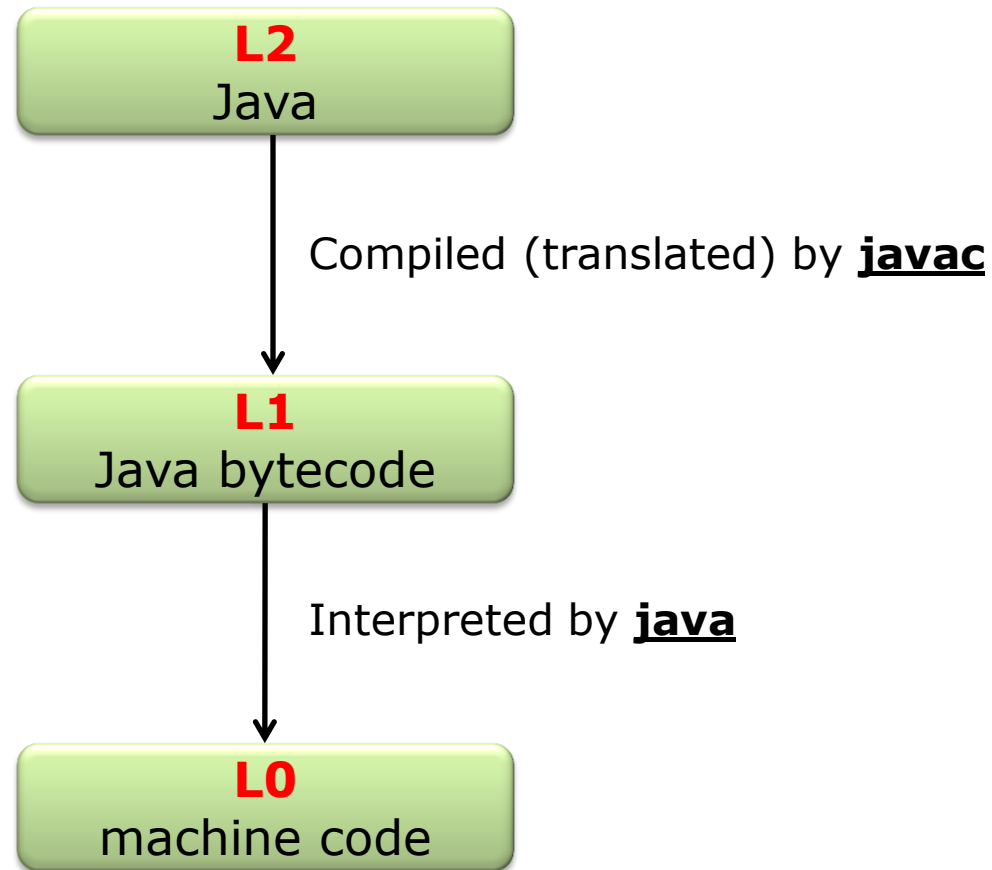 L2
Java
Compiled (translated) by javac
L1
Java bytecode
Interpreted by java
L0
machine code